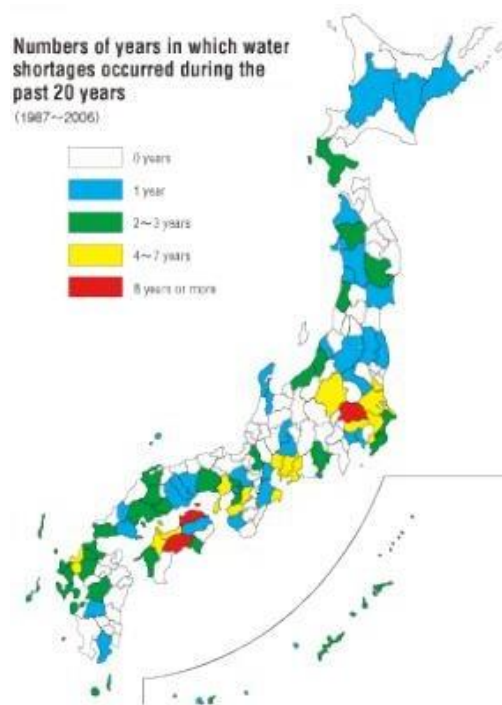 Numbers of years in which water
shortages occurred during the
past 20 years
(1987～2006)
0 years
1 year
2～3 years
4～7 years
8 years or more